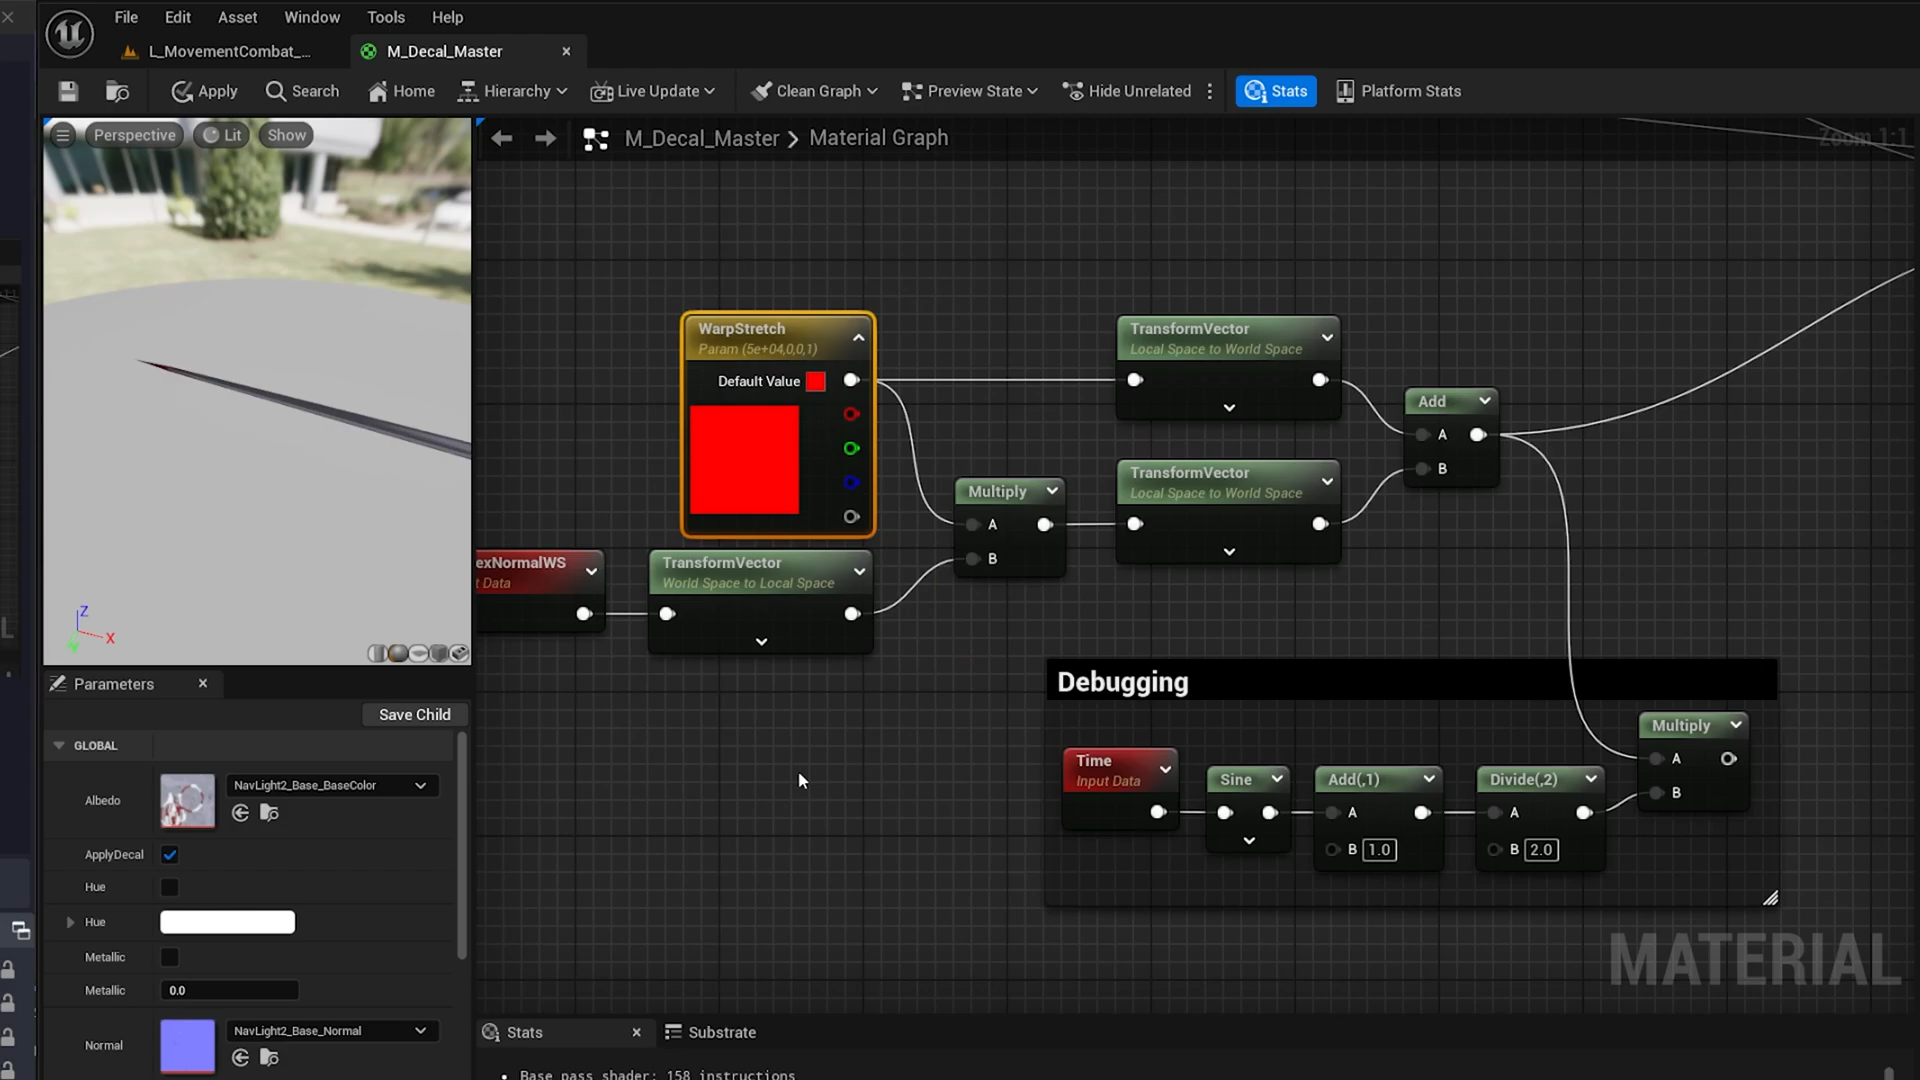 File Edit Asset Window Tools Help
L_MovementCombat_...
M_Decal_Master
Apply
Search
Home
Hierarchy
Live Update
Clean Graph
Preview State
Hide Unrelated
Stats
Platform Stats
Perspective
Lit
Show
M_Decal_Master
Material Graph
Zoom 1:1
WarpStretch
Param (5e+04,0,0,1)
Default Value
TransformVector
Local Space to World Space
Add
A
B
TransformVector
Local Space to World Space
Multiply
A
B
exNormalWS
t Data
TransformVector
World Space to Local Space
Z
X
Y
Debugging
Time
Input Data
Sine
Add(,1)
A
B 1.0
Divide(,2)
A
B 2.0
Multiply
A
B
MATERIAL
Parameters
Save Child
GLOBAL
Albedo
NavLight2_Base_BaseColor
ApplyDecal
Hue
Hue
Metallic
Metallic
0.0
Normal
NavLight2_Base_Normal
Stats
Substrate
Base pass shader: 158 instructions